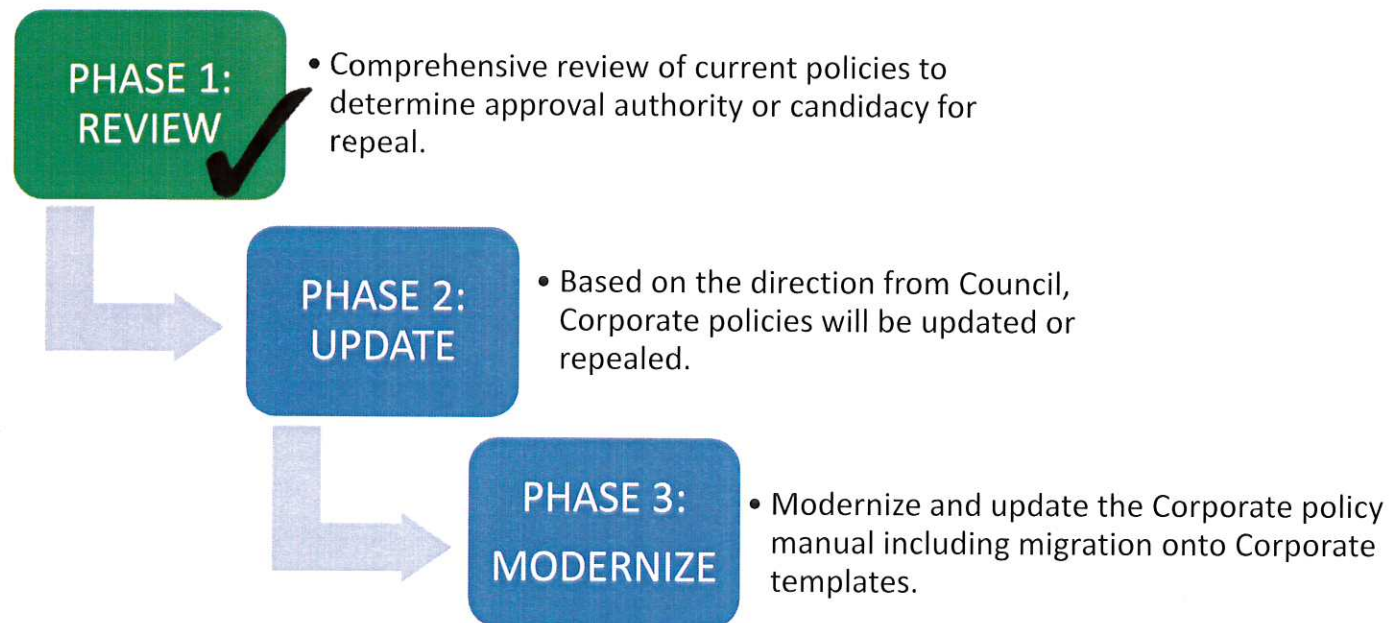 PHASE 1:
REVIEW
• Comprehensive review of current policies to
determine approval authority or candidacy for
repeal.
PHASE 2:
UPDATE
• Based on the direction from Council,
Corporate policies will be updated or
repealed.
PHASE 3:
MODERNIZE
• Modernize and update the Corporate policy
manual including migration onto Corporate
templates.